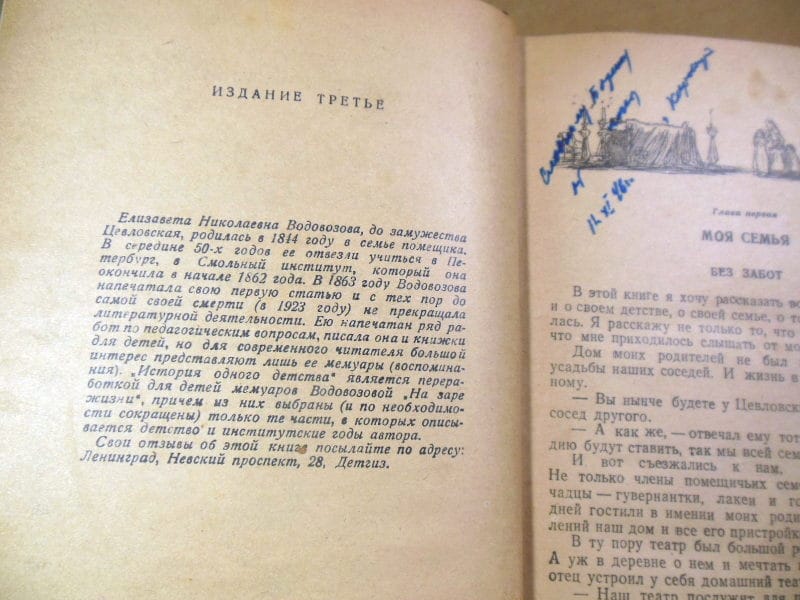 ИЗДАНИЕ ТРЕТЬЕ
Елизавета Николаевна Водовозова, до замужества
Цевловская, родилась в 1844 году в семье помещика.
В середине 50-х годов ее отвезли учиться в Пе-
тербург, в Смольный институт, который она
окончила в начале 1862 года. В 1863 году Водовозова
напечатала свою первую статью и с тех пор до
самой своей смерти (в 1923 году) не прекращала
литературной деятельности. Ею напечатан ряд ра-
бот по педагогическим вопросам, писала она и книжки
для детей, но для современного читателя большой
интерес представляют лишь ее мемуары (воспомина-
ния). „История одного детства" является перера-
боткой для детей мемуаров Водовозовой „На заре
жизни", причем из них выбраны (и по необходимо-
сти сокращены) только те части, в которых описы-
вается детство и институтские годы автора.
Свои отзывы об этой книге посылайте по адресу:
Ленинград, Невский проспект, 28, Детгиз.
12 XI 46г.
Глава первая
МОЯ СЕМЬЯ
БЕЗ ЗАБОТ
В этой книге я хочу рассказать
и о своем детстве, о своей семье, о
лась. Я расскажу не только то, что
что мне приходилось слышать от
Дом моих родителей не был
усадьбы наших соседей. И жизнь в
ному.
— Вы нынче будете у
сосед другого.
— А как же, — отвечал ему
дию будут ставить, так мы всей
И вот съезжались к нам.
Не только члены помещичьих
чадцы — гувернантки, лакеи и
дней гостили в имении моих
лений наш дом и все его
В ту пору театр был большой
А уж в деревне о нем и мечтать
отец устроил у себя домашний
— Наш театр послужит для